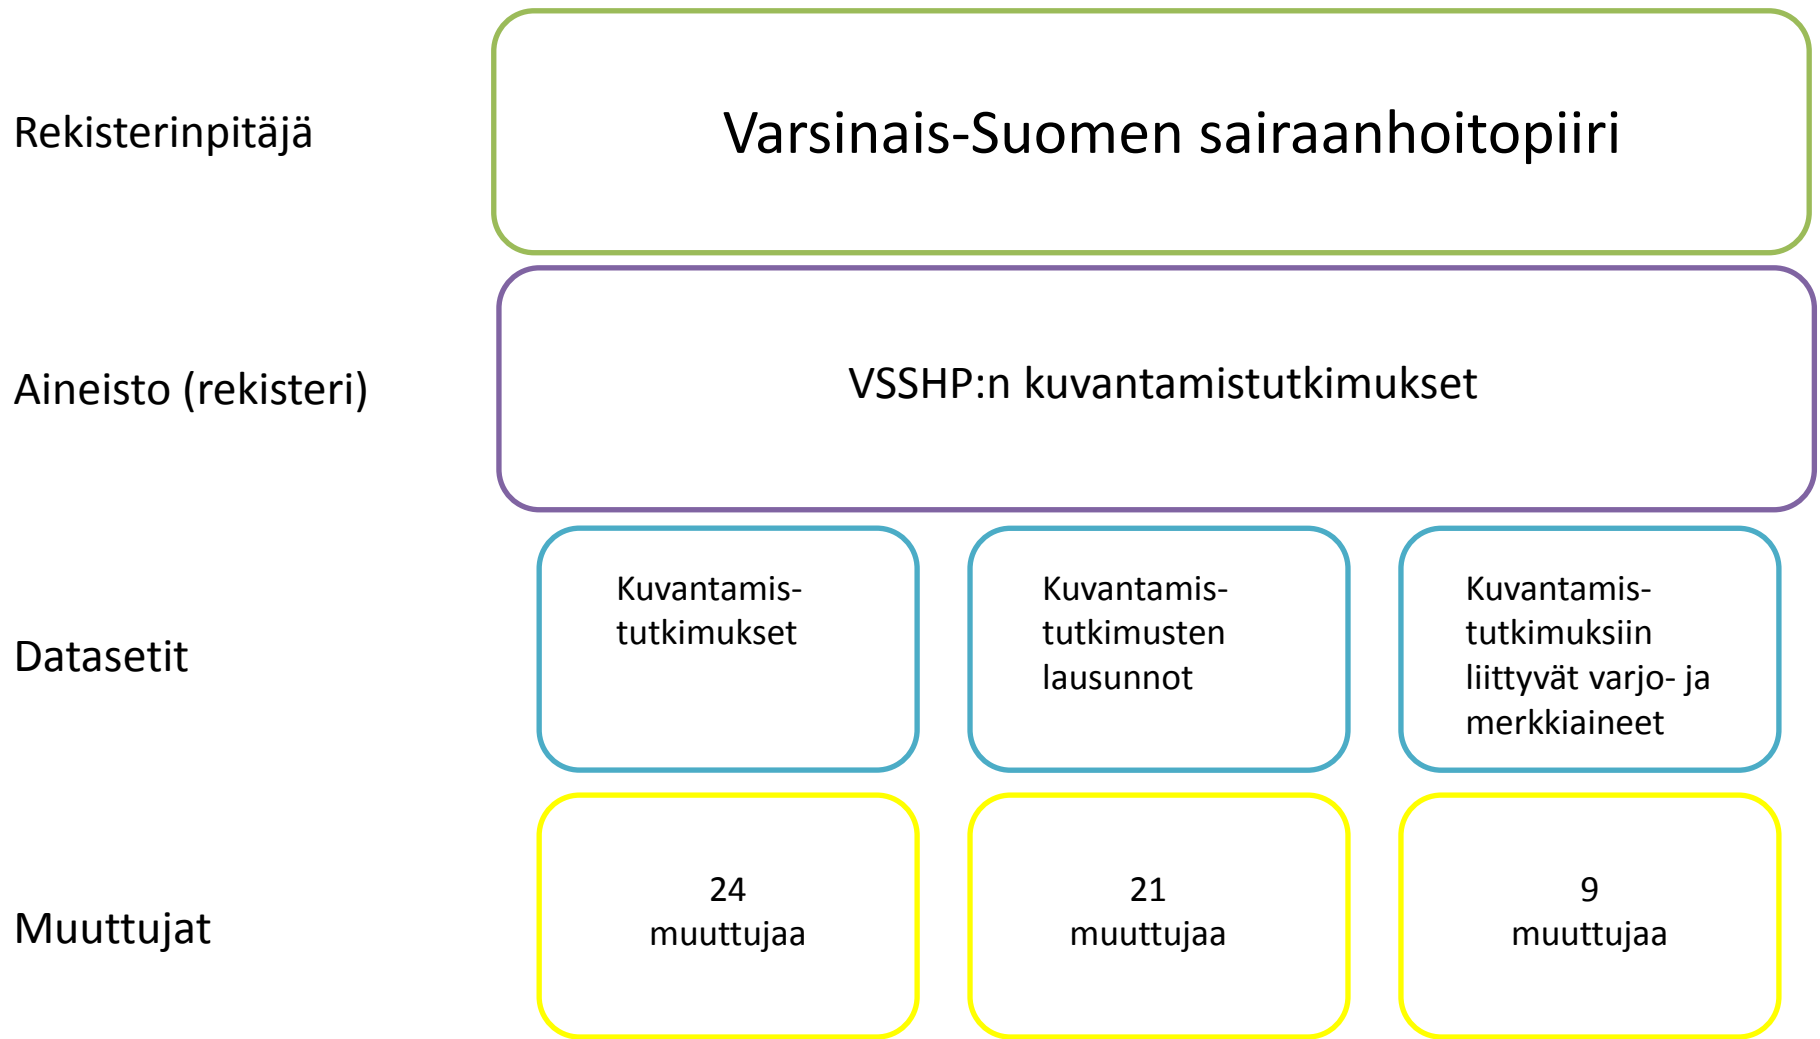 Rekisterinpitäjä
Varsinais-Suomen sairaanhoitopiiri
Aineisto (rekisteri)
VSSHP:n kuvantamistutkimukset
Datasetit
Kuvantamis-
tutkimukset
Kuvantamis-
tutkimusten
lausunnot
Kuvantamis-
tutkimuksiin
liittyvät varjo- ja
merkkiaineet
Muuttujat
24
muuttujaa
21
muuttujaa
9
muuttujaa